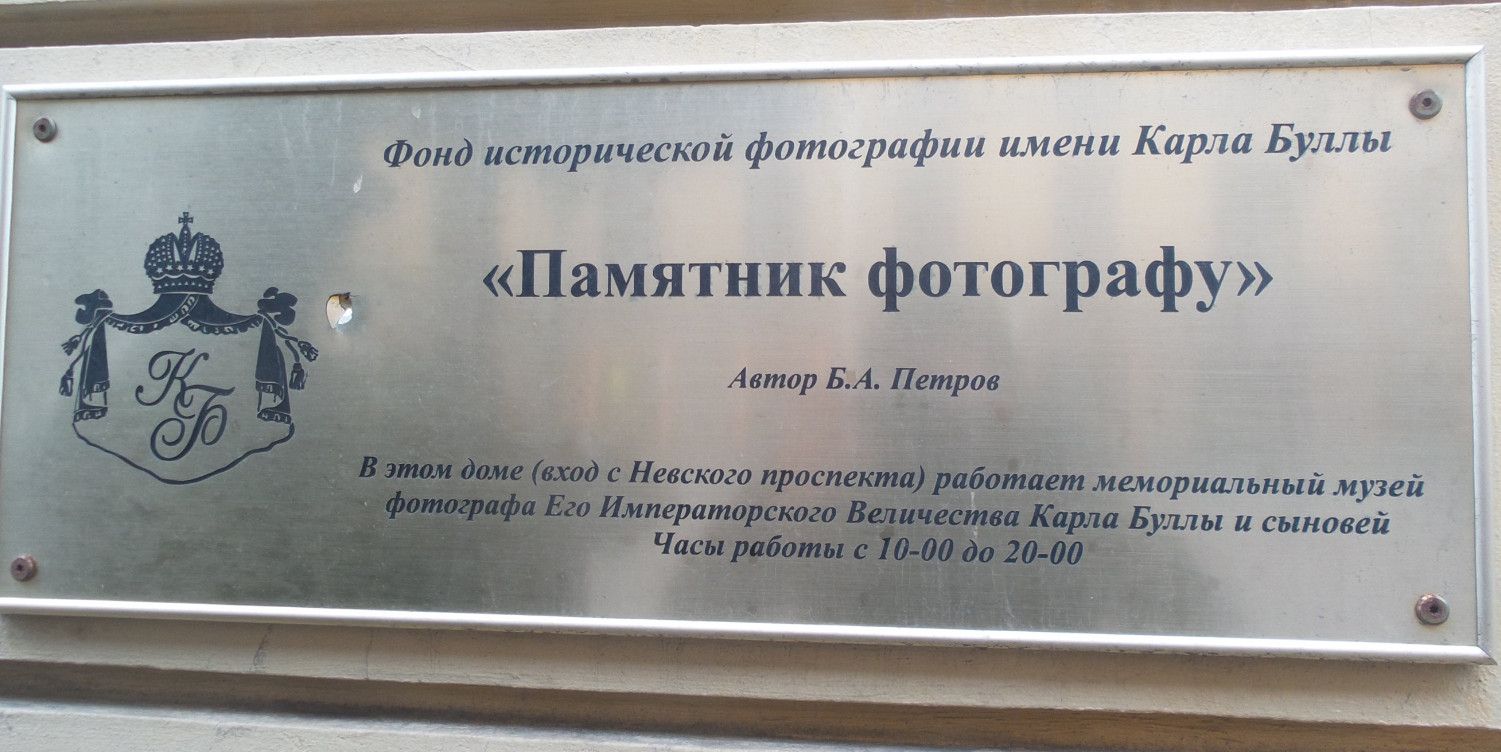 Фонд исторической фотографии имени Карла Буллы
«Памятник фотографу»
Автор Б.А. Петров
КБ
В этом доме (вход с Невского проспекта) работает мемориальный музей
фотографа Его Императорского Величества Карла Буллы и сыновей
Часы работы с 10-00 до 20-00